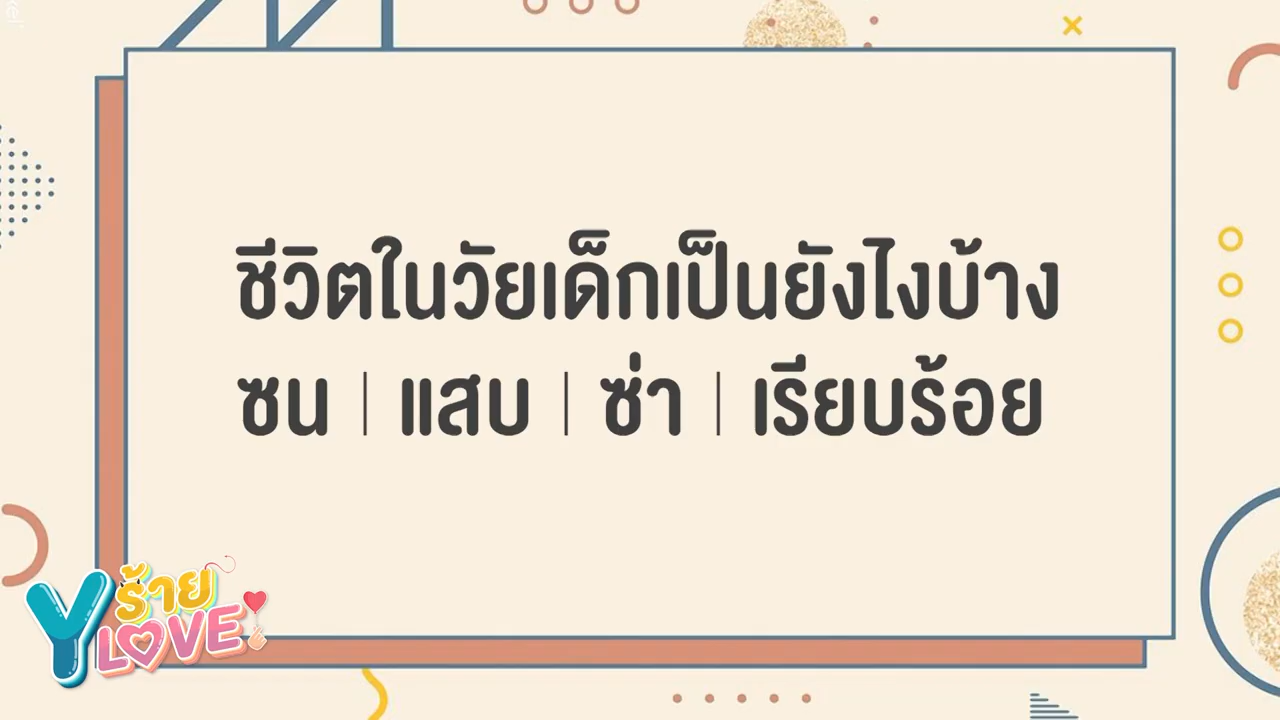 ชีวิตในวัยเด็กเป็นยังไงบ้าง
ซน | แสบ | ซ่า | เรียบร้อย
Y ร้าย
LOVE